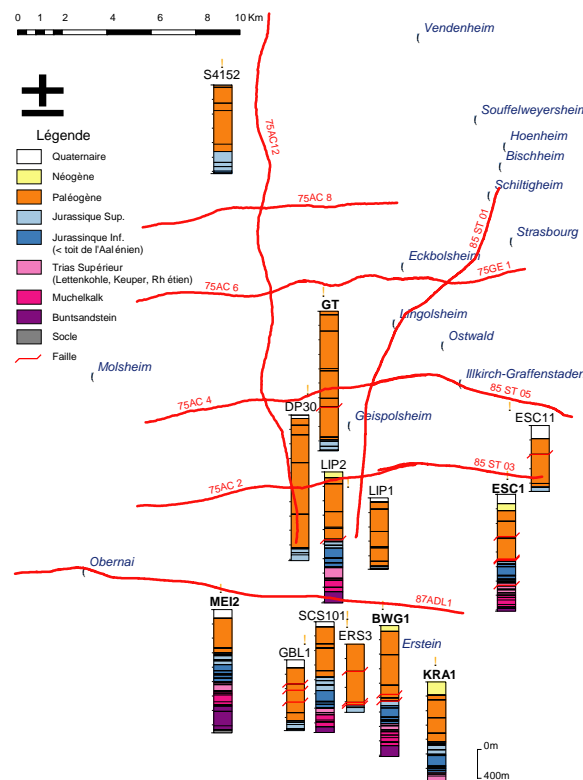 0 1 2 4 6 8 10 Km
Vendenheim
S4152
75AC12
Souffelweyersheim
Hoenheim
Bischheim
Schiltigheim
Légende
Quaternaire
Néogène
Paléogène
Jurassique Sup.
Jurassinque Inf.
(< toit de l'Aal énien)
Trias Supérieur
(Lettenkohle, Keuper, Rh étien)
Muchelkalk
Buntsandstein
Socle
Faille
75AC 8
85 ST 01
Strasbourg
Eckbolsheim
75GE 1
75AC 6
GT
Lingolsheim
Ostwald
Molsheim
Illkirch-Graffenstaden
85 ST 05
75AC 4
DP30
Geispolsheim
ESC11
LIP2
85 ST 03
75AC 2
LIP1
ESC1
Obernai
87ADL1
MEI2
SCS101
BWG1
ERS3
Erstein
GBL1
KRA1
0m
400m